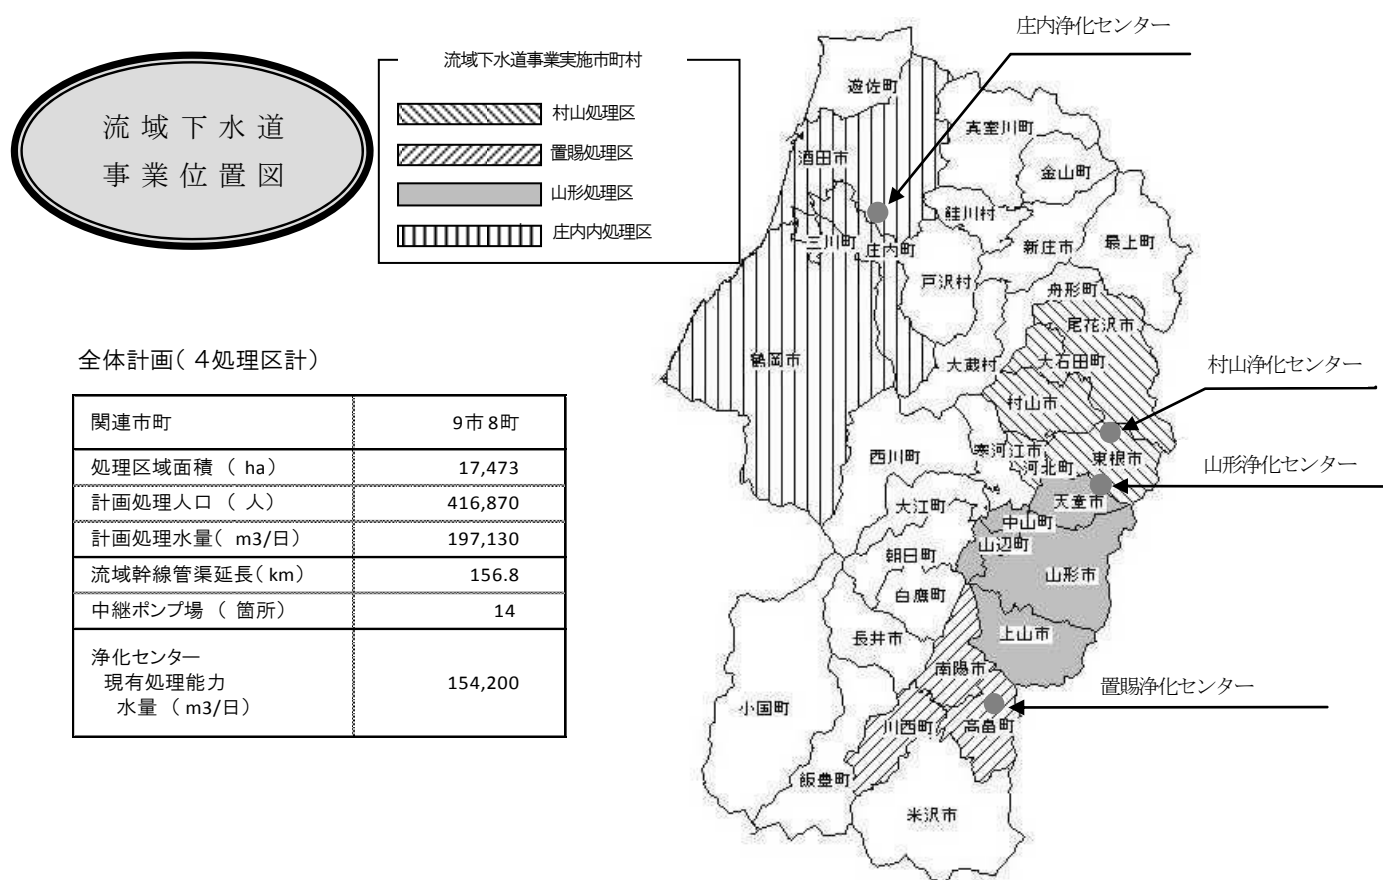 流域下水道
事業位置図
流域下水道事業実施市町村
村山処理区
置賜処理区
山形処理区
庄内内処理区
全体計画( 4処理区計)
関連市町 9市8町
処理区域面積 ( ha) 17,473
計画処理人口 ( 人) 416,870
計画処理水量( m3/日) 197,130
流域幹線管渠延長( km) 156.8
中継ポンプ場 ( 箇所) 14
浄化センター
現有処理能力
水量 ( m3/日) 154,200
庄内浄化センター
遊佐町
真室川町
酒田市
金山町
鮭川村
三川町
庄内町
新庄市
最上町
戸沢村
舟形町
尾花沢市
鶴岡市
大蔵村
大石田町
村山浄化センター
村山市
西川町
寒河江市
河北町
東根市
山形浄化センター
大江町
天童市
中山町
朝日町
山辺町
山形市
白鷹町
長井市
上山市
南陽市
置賜浄化センター
小国町
川西町
高畠町
飯豊町
米沢市